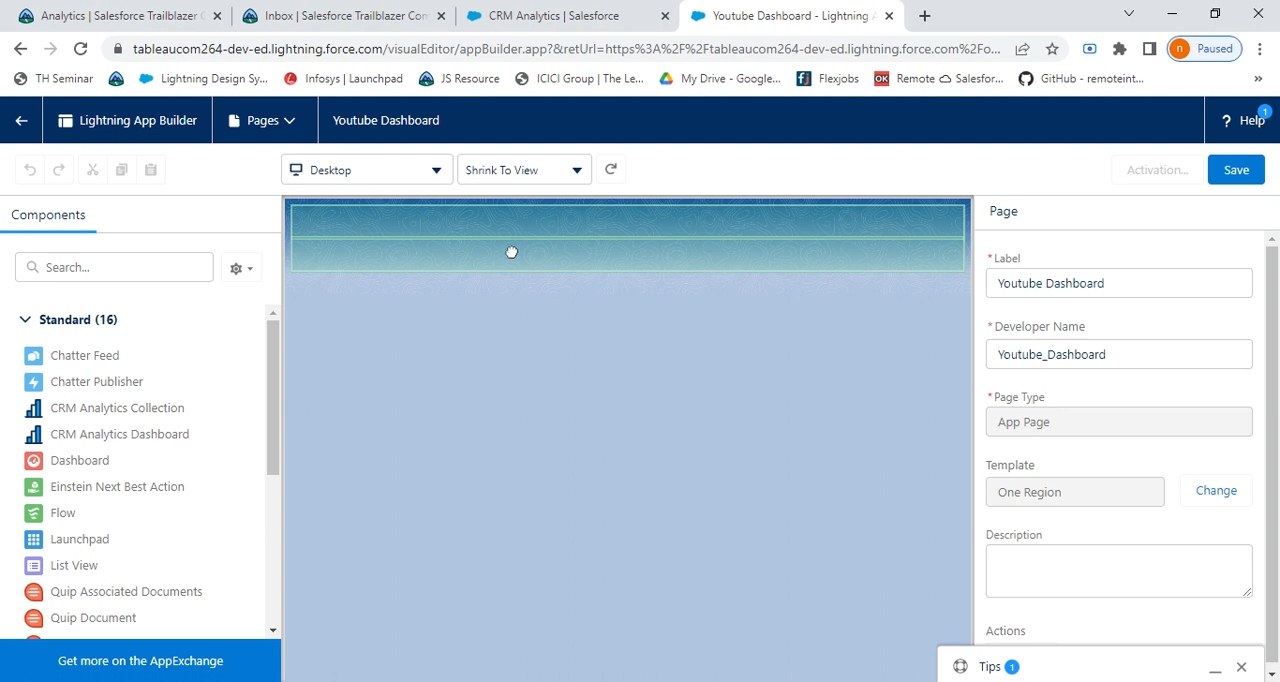 Analytics | Salesforce Trailblazer C
Inbox | Salesforce Trailblazer Com
CRM Analytics | Salesforce
Youtube Dashboard - Lightning A
tableaucom264-dev-ed.lightning.force.com/visualEditor/appBuilder.app?&retUrl=https%3A%2F%2Ftableaucom264-dev-ed.lightning.force.com%2Fo...
n Paused
TH Seminar
Lightning Design Sy...
Infosys | Launchpad
JS Resource
ICICI Group | The Le...
My Drive - Google...
Flexjobs
OK Remote
Salesfor...
GitHub - remoteint...
»
Lightning App Builder
Pages
Youtube Dashboard
? Help
1
Desktop
Shrink To View
Activation...
Save
Components
Page
Search...
* Label
Youtube Dashboard
Standard (16)
* Developer Name
Youtube_Dashboard
Chatter Feed
Chatter Publisher
CRM Analytics Collection
CRM Analytics Dashboard
Dashboard
Einstein Next Best Action
Flow
Launchpad
List View
Quip Associated Documents
Quip Document
* Page Type
App Page
Template
One Region
Change
Description
Actions
Get more on the AppExchange
Tips 1